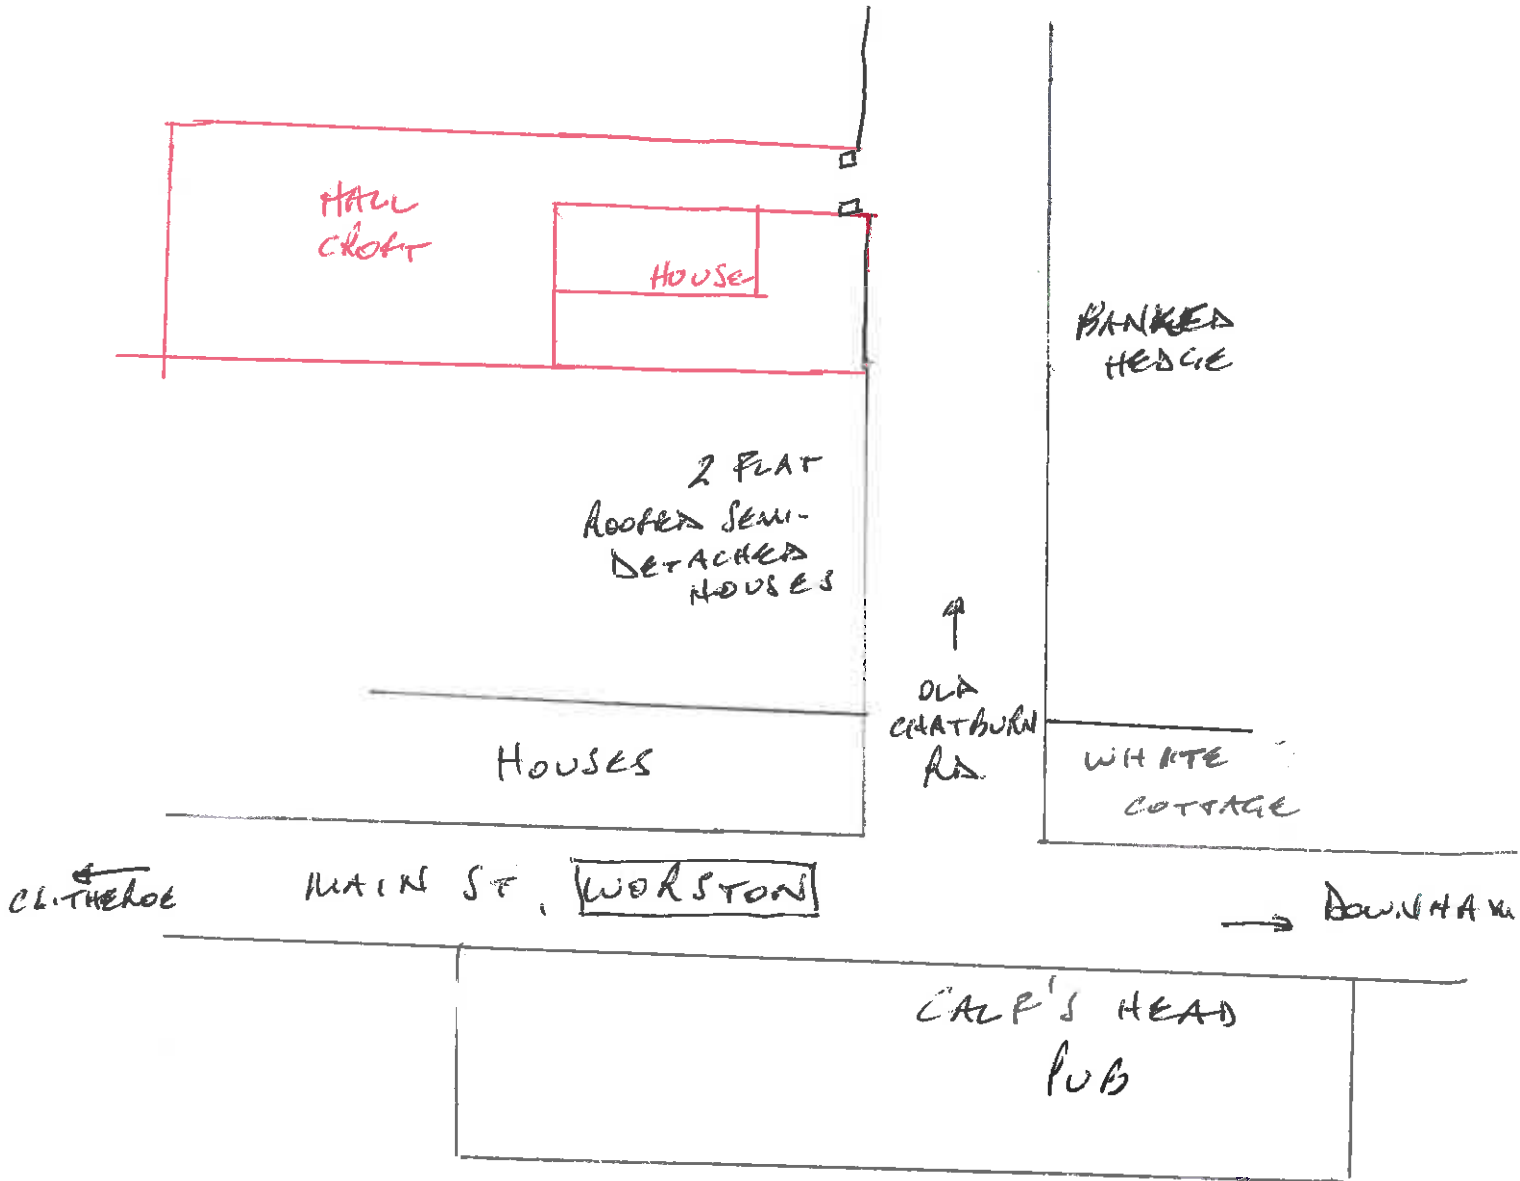 HALL
CROFT
HOUSE
BANKED
HEDGE
2 FLAT
ROOFED SEMI-
DETACHED
HOUSES
OLD
CHATBURN
RD
HOUSES
WHITE
COTTAGE
CLITHEROE
MAIN ST, WORSTON
DOWNHAM
CALF'S HEAD
PUB